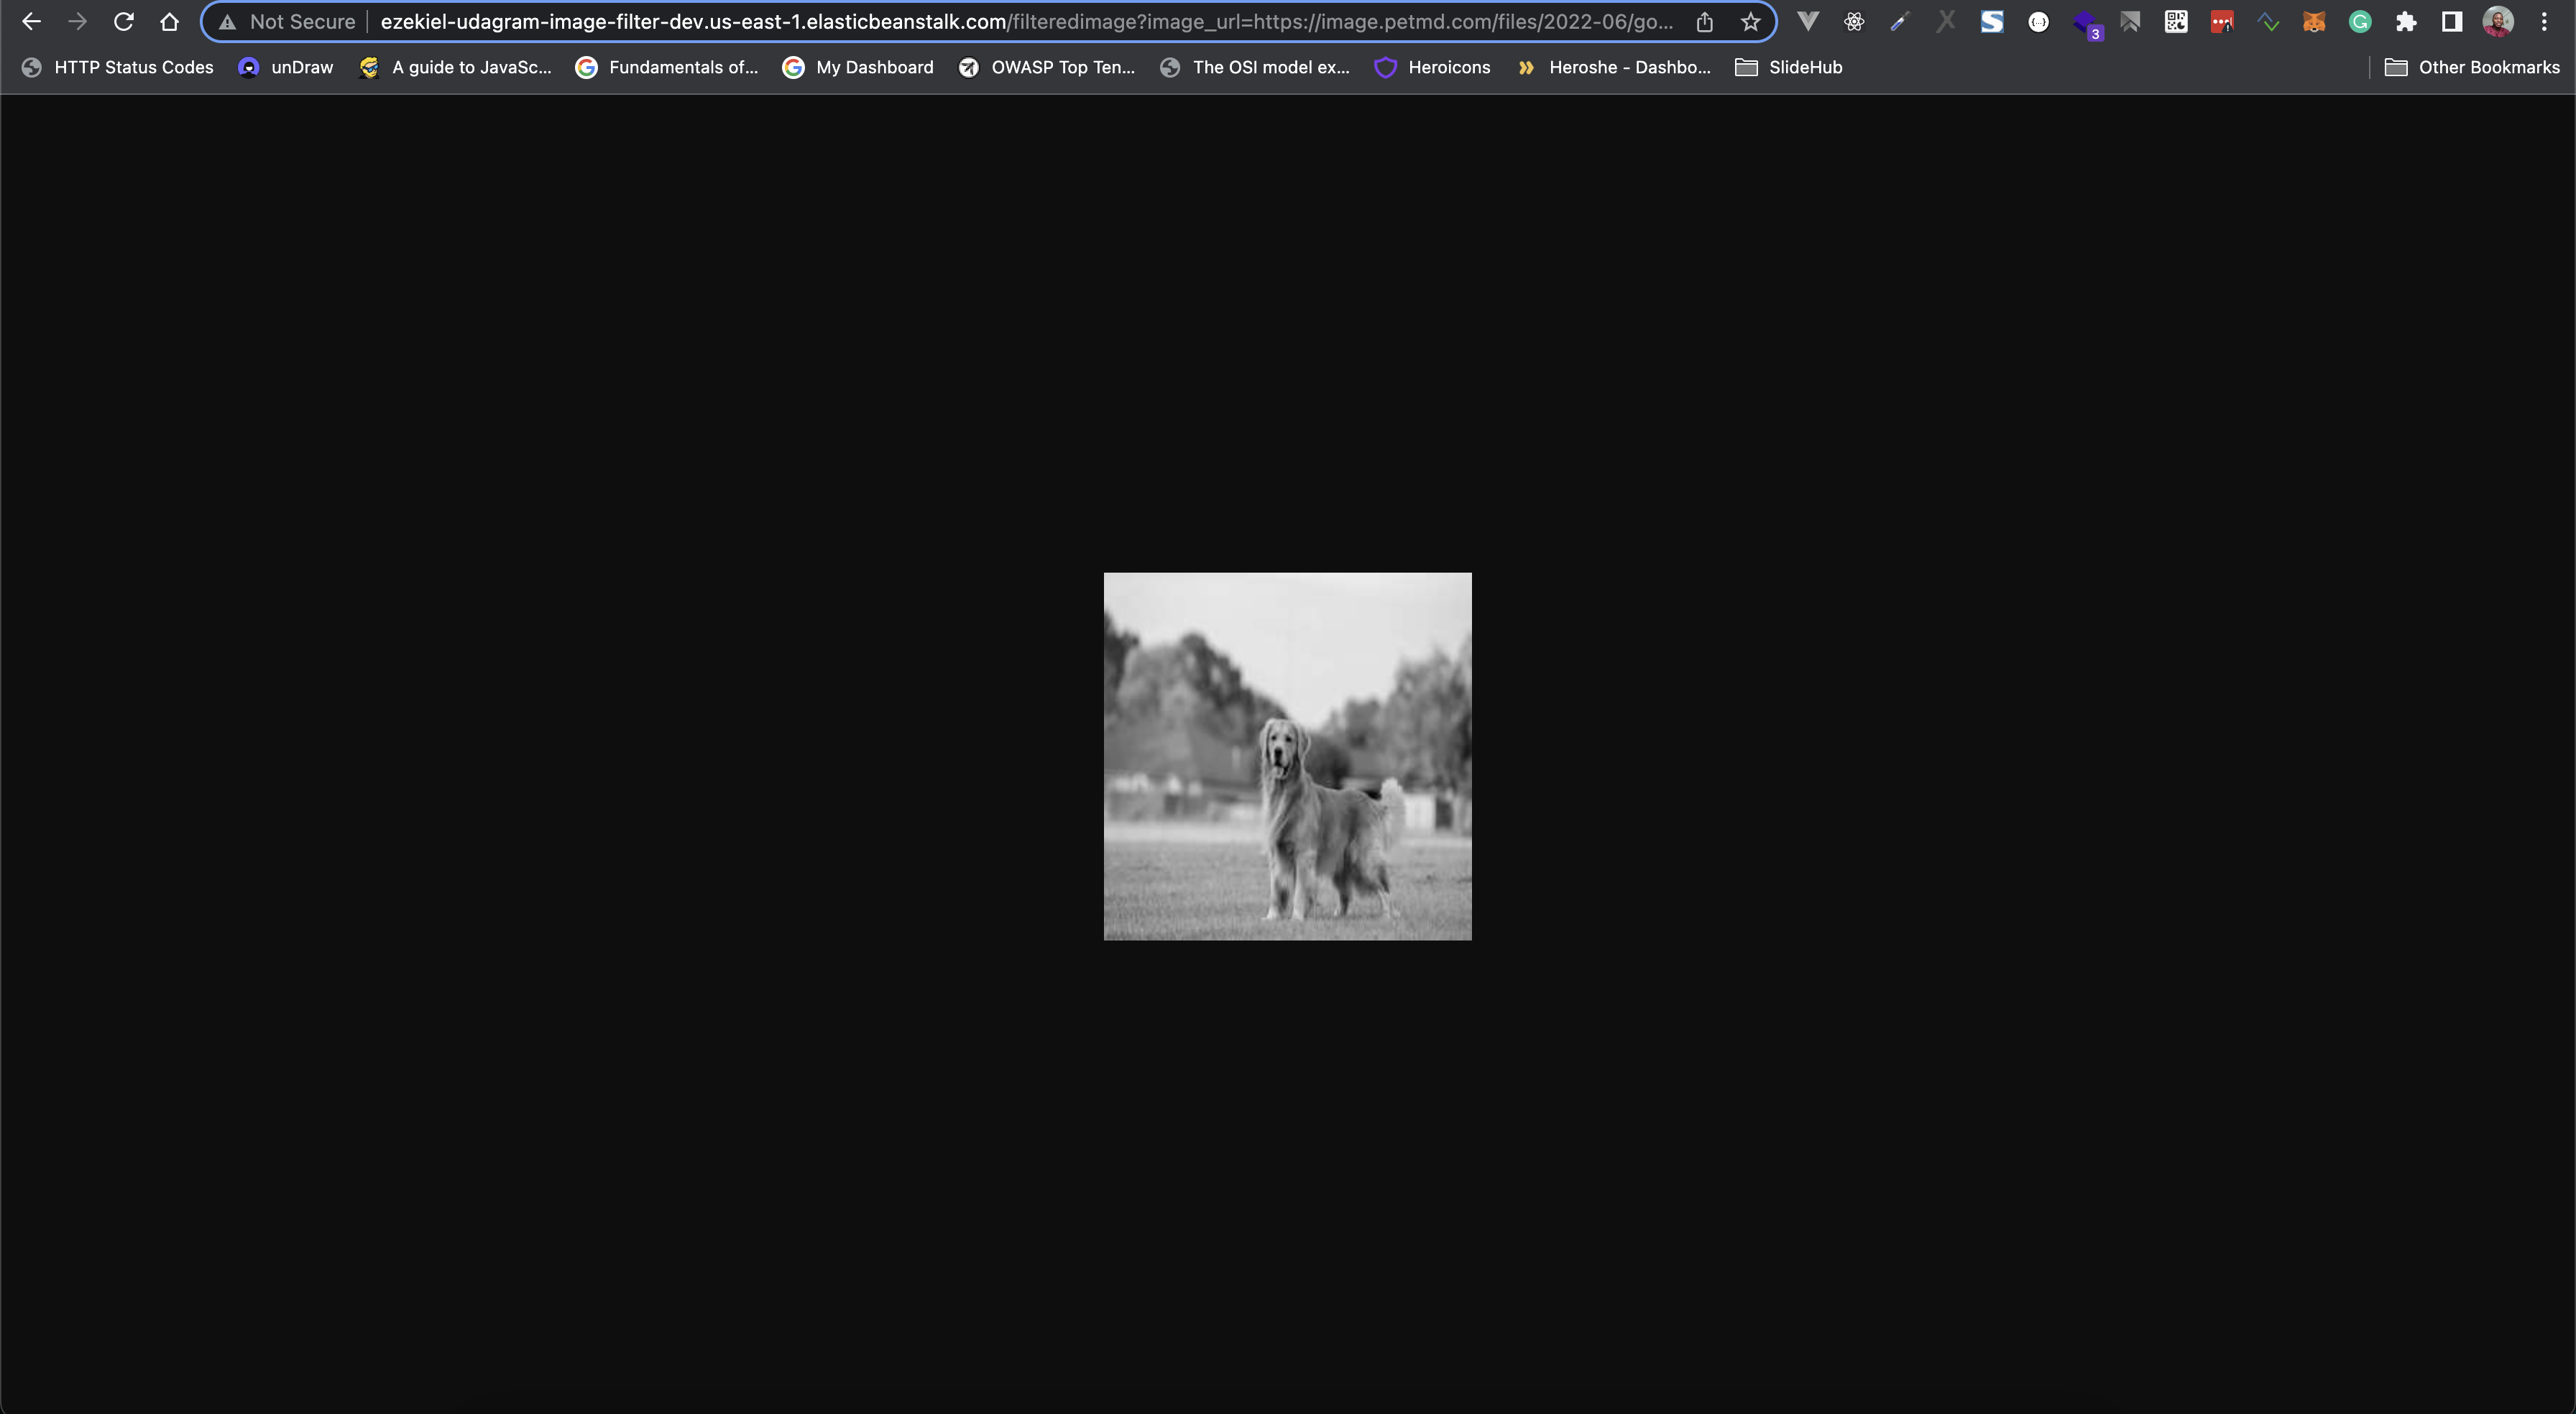 Not Secure ezekiel-udagram-image-filter-dev.us-east-1.elasticbeanstalk.com/filteredimage?image_url=https://image.petmd.com/files/2022-06/go...
3
HTTP Status Codes unDraw A guide to JavaSc... Fundamentals of... My Dashboard OWASP Top Ten... The OSI model ex... Heroicons Heroshe - Dashbo... SlideHub Other Bookmarks